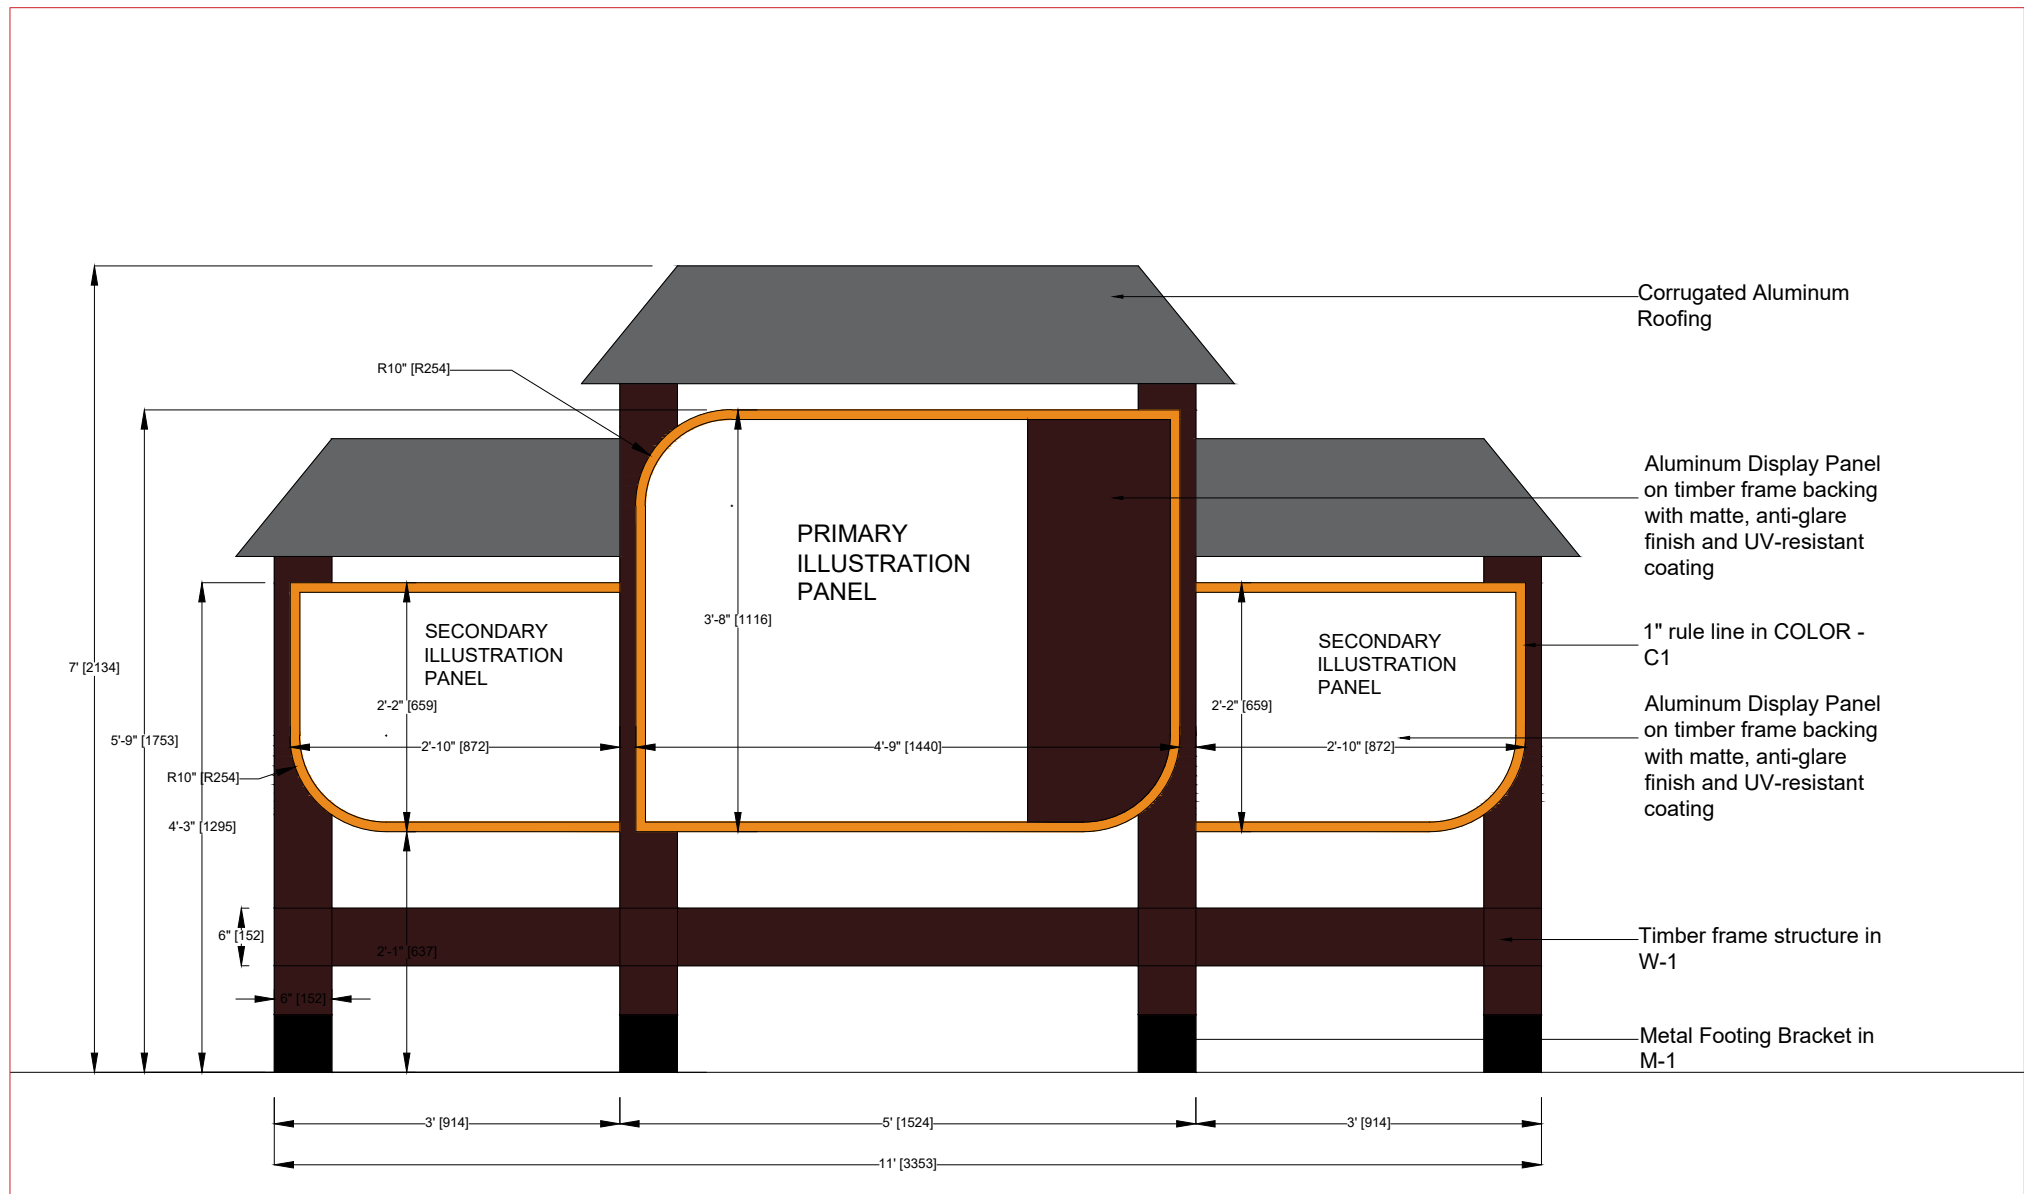 Corrugated Aluminum
Roofing
R10" [R254]
Aluminum Display Panel
on timber frame backing
with matte, anti-glare
finish and UV-resistant
coating
PRIMARY
ILLUSTRATION
PANEL
3'-8" [1116]
SECONDARY
ILLUSTRATION
PANEL
SECONDARY
ILLUSTRATION
PANEL
1" rule line in COLOR -
C1
7' [2134]
2'-2" [659]
2'-2" [659]
Aluminum Display Panel
on timber frame backing
with matte, anti-glare
finish and UV-resistant
coating
5'-9" [1753]
2'-10" [872]
4'-9" [1440]
2'-10" [872]
R10" [R254]
4'-3" [1295]
6" [152]
2'-1" [637]
Timber frame structure in
W-1
6" [152]
Metal Footing Bracket in
M-1
3' [914]
5' [1524]
3' [914]
11' [3353]